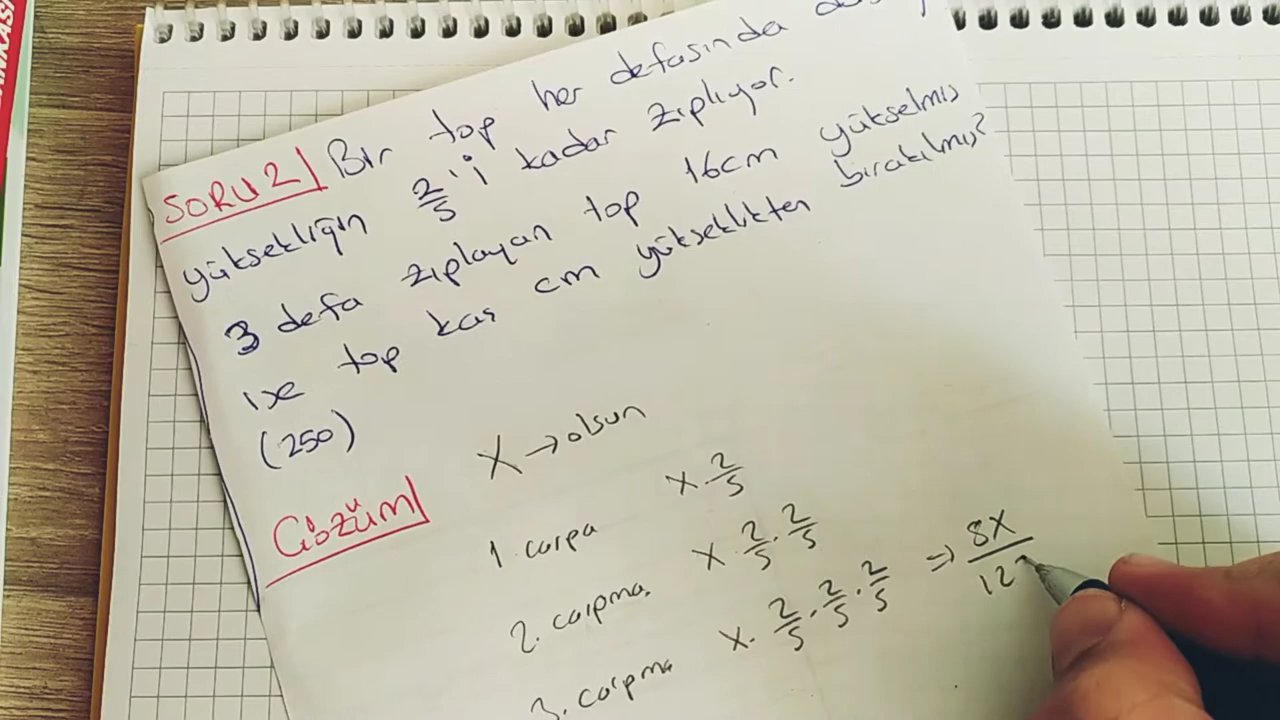 SORU 2 Bir top her defasında
yüksekliğin 2/5'i kadar zıplıyor.
3 defa zıplayan top 16cm yükselmiş
ise top kaç cm yükseklikten bırakılmış?
(250)
Çözüm X → olsun
1. çarpa X · 2/5
2. çarpma X · 2/5 · 2/5
3. çarpma X · 2/5 · 2/5 · 2/5 ⇒ 8X/12